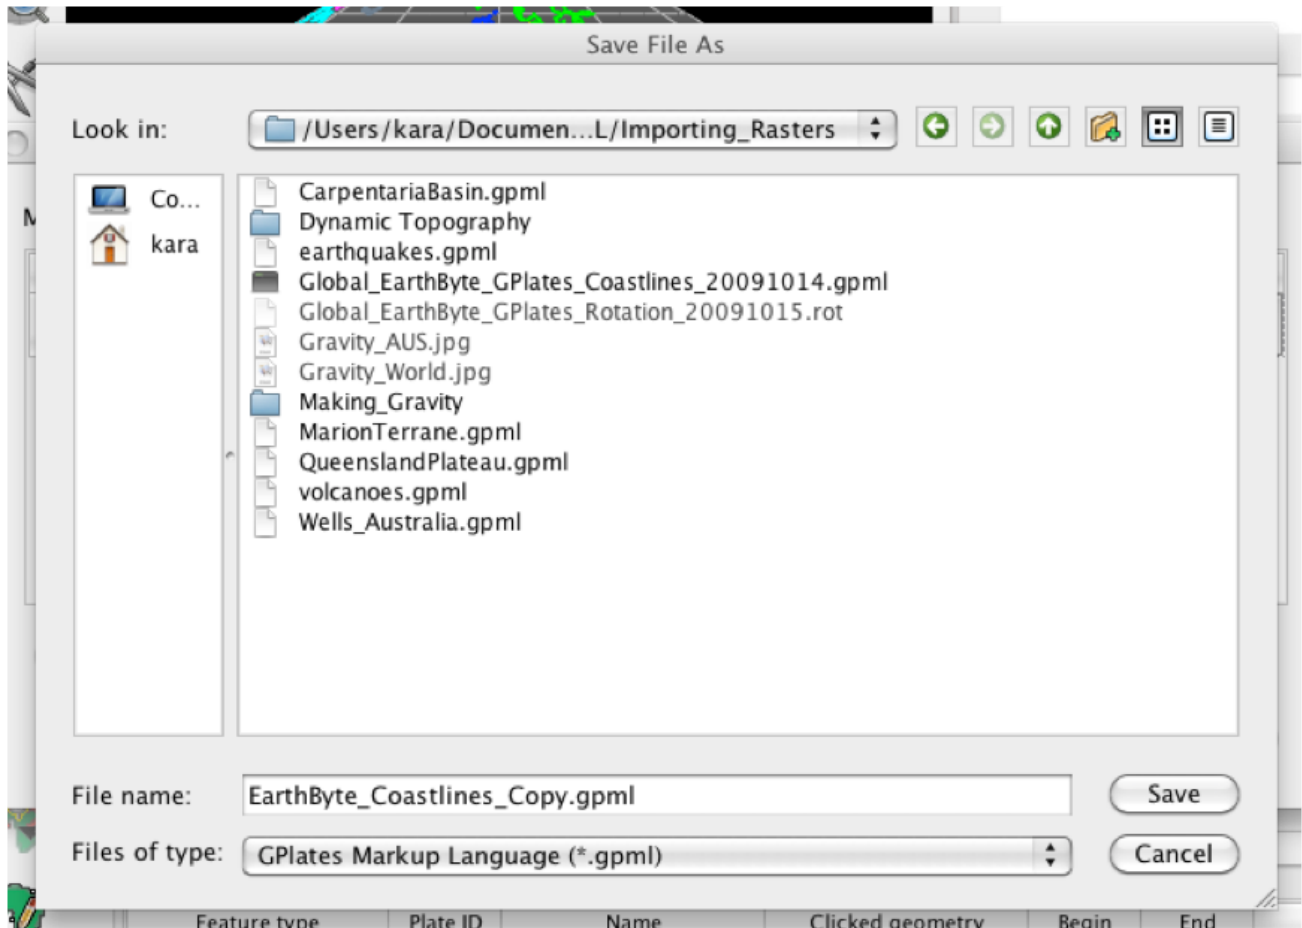 Save File As
Look in:
/Users/kara/Documen...L/Importing_Rasters
Co...
kara
CarpentariaBasin.gpml
Dynamic Topography
earthquakes.gpml
Global_EarthByte_GPlates_Coastlines_20091014.gpml
Global_EarthByte_GPlates_Rotation_20091015.rot
Gravity_AUS.jpg
Gravity_World.jpg
Making_Gravity
MarionTerrane.gpml
QueenslandPlateau.gpml
volcanoes.gpml
Wells_Australia.gpml
File name: EarthByte_Coastlines_Copy.gpml
Save
Files of type: GPlates Markup Language (*.gpml)
Cancel
Feature type Plate ID Name Clicked geometry Begin End